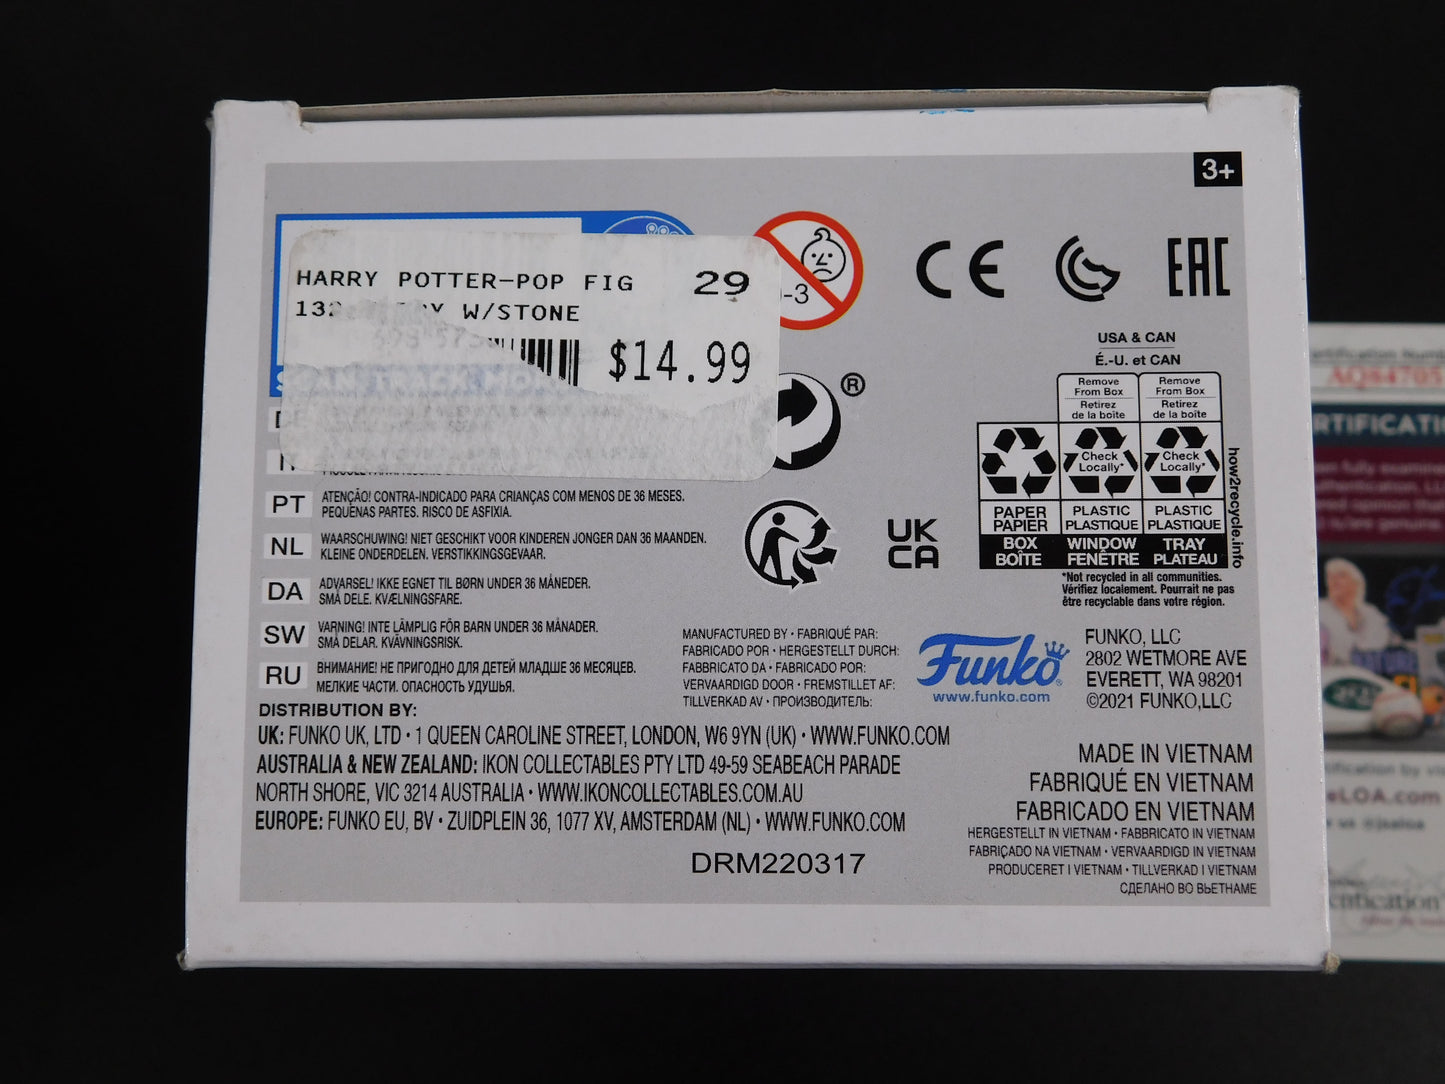 3+
HARRY POTTER-POP FIG 29
W/STONE
$14.99
-3
CE
EAC
®
USA & CAN
É.-U. et CAN
Remove From Box
Retirez de la boîte
Remove From Box
Retirez de la boîte
Check Locally*
Check Locally*
PAPER PAPIER
PLASTIC PLASTIQUE
PLASTIC PLASTIQUE
BOX BOÎTE
WINDOW FENÊTRE
TRAY PLATEAU
how2recycle.info
*Not recycled in all communities.
Vérifiez localement. Pourrait ne pas
être recyclable dans votre région.
UK
CA
PT ATENÇÃO! CONTRA-INDICADO PARA CRIANÇAS COM MENOS DE 36 MESES.
PEQUENAS PARTES. RISCO DE ASFIXIA.
NL WAARSCHUWING! NIET GESCHIKT VOOR KINDEREN JONGER DAN 36 MAANDEN.
KLEINE ONDERDELEN. VERSTIKKINGSGEVAAR.
DA ADVARSEL! IKKE EGNET TIL BØRN UNDER 36 MÅNEDER.
SMÅ DELE. KVÆLNINGSFARE.
SW VARNING! INTE LÄMPLIG FÖR BARN UNDER 36 MÅNADER.
SMÅ DELAR. KVÄVNINGSRISK.
RU ВНИМАНИЕ! НЕ ПРИГОДНО ДЛЯ ДЕТЕЙ МЛАДШЕ 36 МЕСЯЦЕВ.
МЕЛКИЕ ЧАСТИ. ОПАСНОСТЬ УДУШЬЯ.
MANUFACTURED BY • FABRIQUÉ PAR:
FABRICADO POR • HERGESTELLT DURCH:
FABBRICATO DA • FABRICADO POR:
VERVAARDIGD DOOR • FREMSTILLET AF:
TILLVERKAD AV • ПРОИЗВОДИТЕЛЬ:
Funko®
www.funko.com
FUNKO, LLC
2802 WETMORE AVE
EVERETT, WA 98201
©2021 FUNKO,LLC
DISTRIBUTION BY:
UK: FUNKO UK, LTD • 1 QUEEN CAROLINE STREET, LONDON, W6 9YN (UK) • WWW.FUNKO.COM
AUSTRALIA & NEW ZEALAND: IKON COLLECTABLES PTY LTD 49-59 SEABEACH PARADE
NORTH SHORE, VIC 3214 AUSTRALIA • WWW.IKONCOLLECTABLES.COM.AU
EUROPE: FUNKO EU, BV • ZUIDPLEIN 36, 1077 XV, AMSTERDAM (NL) • WWW.FUNKO.COM
DRM220317
MADE IN VIETNAM
FABRIQUÉ EN VIETNAM
FABRICADO EN VIETNAM
HERGESTELLT IN VIETNAM • FABBRICATO IN VIETNAM
FABRIÇADO NA VIETNAM • VERVAARDIGD IN VIETNAM
PRODUCERET I VIETNAM • TILLVERKAD I VIETNAM
СДЕЛАНО ВО ВЬЕТНАМЕ